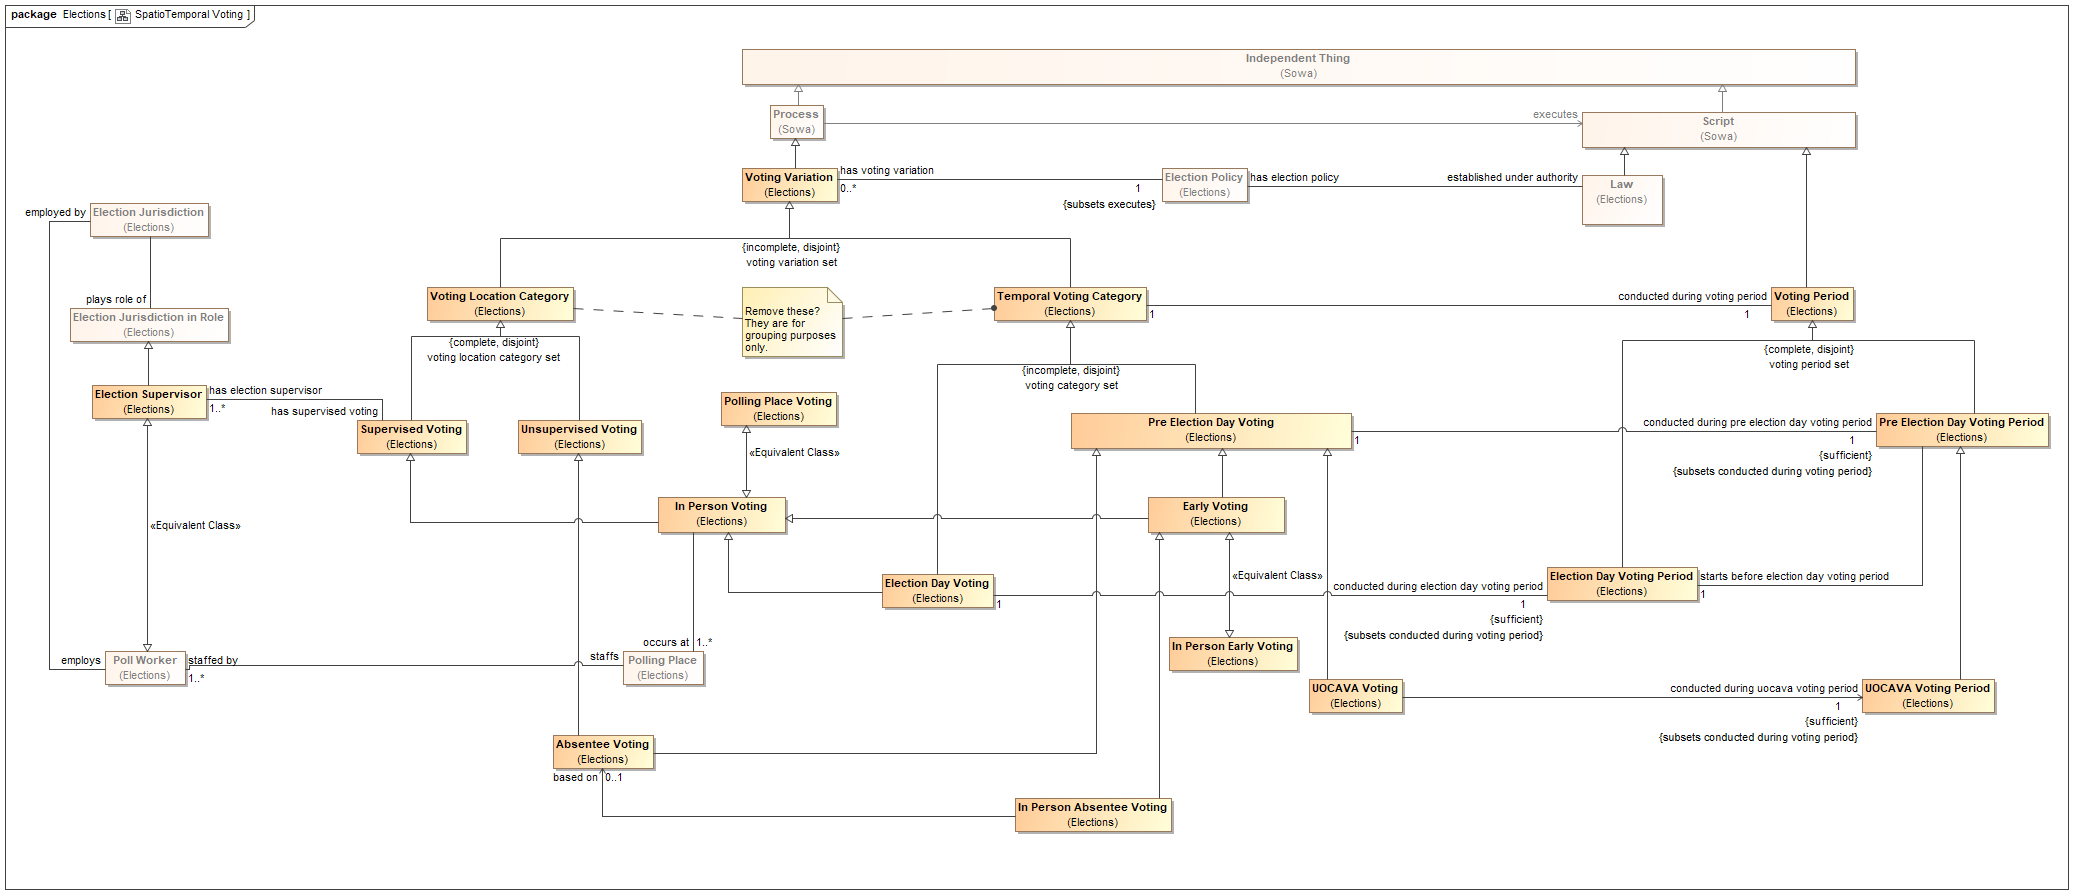 package Elections [ SpatioTemporal Voting ]
Independent Thing
(Sowa)
Process
(Sowa)
executes
Script
(Sowa)
Voting Variation
(Elections)
has voting variation
0..*
1
{subsets executes}
Election Policy
(Elections)
has election policy
established under authority
Law
(Elections)
employed by
Election Jurisdiction
(Elections)
{incomplete, disjoint}
voting variation set
plays role of
Election Jurisdiction in Role
(Elections)
Voting Location Category
(Elections)
Remove these?
They are for
grouping purposes
only.
Temporal Voting Category
(Elections)
1
conducted during voting period
1
Voting Period
(Elections)
{complete, disjoint}
voting location category set
{complete, disjoint}
voting period set
{incomplete, disjoint}
voting category set
Election Supervisor
(Elections)
has election supervisor
1..*
has supervised voting
Supervised Voting
(Elections)
Unsupervised Voting
(Elections)
Polling Place Voting
(Elections)
«Equivalent Class»
Pre Election Day Voting
(Elections)
1
conducted during pre election day voting period
1
{sufficient}
{subsets conducted during voting period}
Pre Election Day Voting Period
(Elections)
In Person Voting
(Elections)
Early Voting
(Elections)
«Equivalent Class»
Election Day Voting
(Elections)
1
«Equivalent Class»
conducted during election day voting period
1
{sufficient}
{subsets conducted during voting period}
Election Day Voting Period
(Elections)
starts before election day voting period
1
In Person Early Voting
(Elections)
employs
Poll Worker
(Elections)
staffed by
1..*
staffs
occurs at
1..*
Polling Place
(Elections)
UOCAVA Voting
(Elections)
conducted during uocava voting period
1
{sufficient}
{subsets conducted during voting period}
UOCAVA Voting Period
(Elections)
Absentee Voting
(Elections)
based on
0..1
In Person Absentee Voting
(Elections)